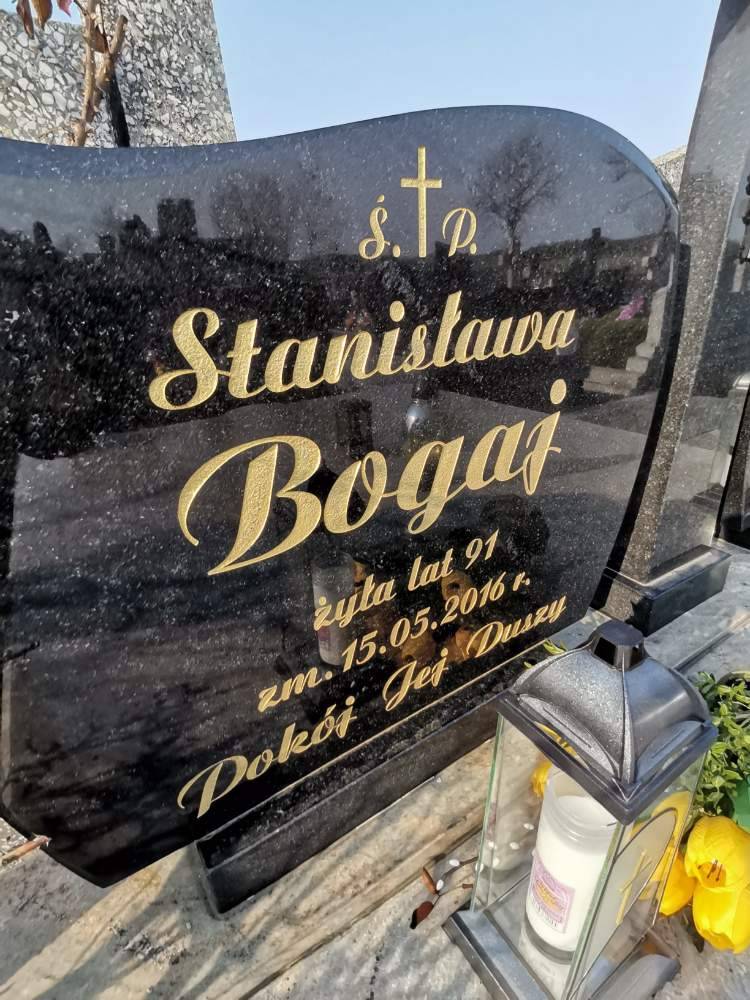 Ś. P.
Stanisława
Bogaj
żyła lat 91
zm. 15.05.2016 r.
Pokój Jej Duszy